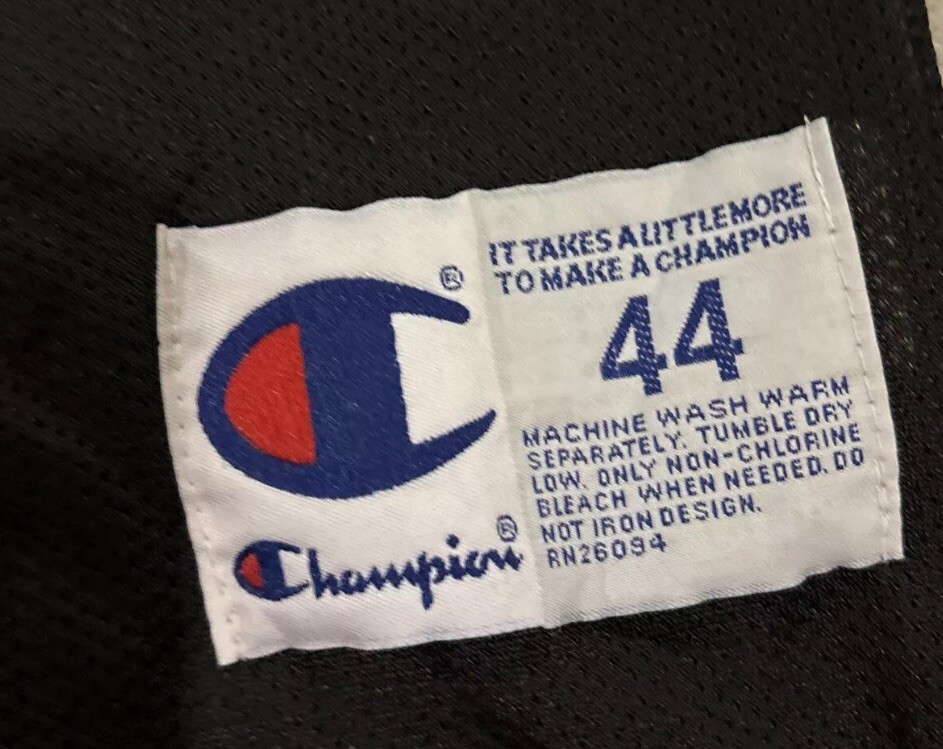 ®
IT TAKES A LITTLE MORE
TO MAKE A CHAMPION
44
MACHINE WASH WARM
SEPARATELY. TUMBLE DRY
LOW. ONLY NON-CHLORINE
BLEACH WHEN NEEDED. DO
NOT IRON DESIGN.
RN26094
Champion®